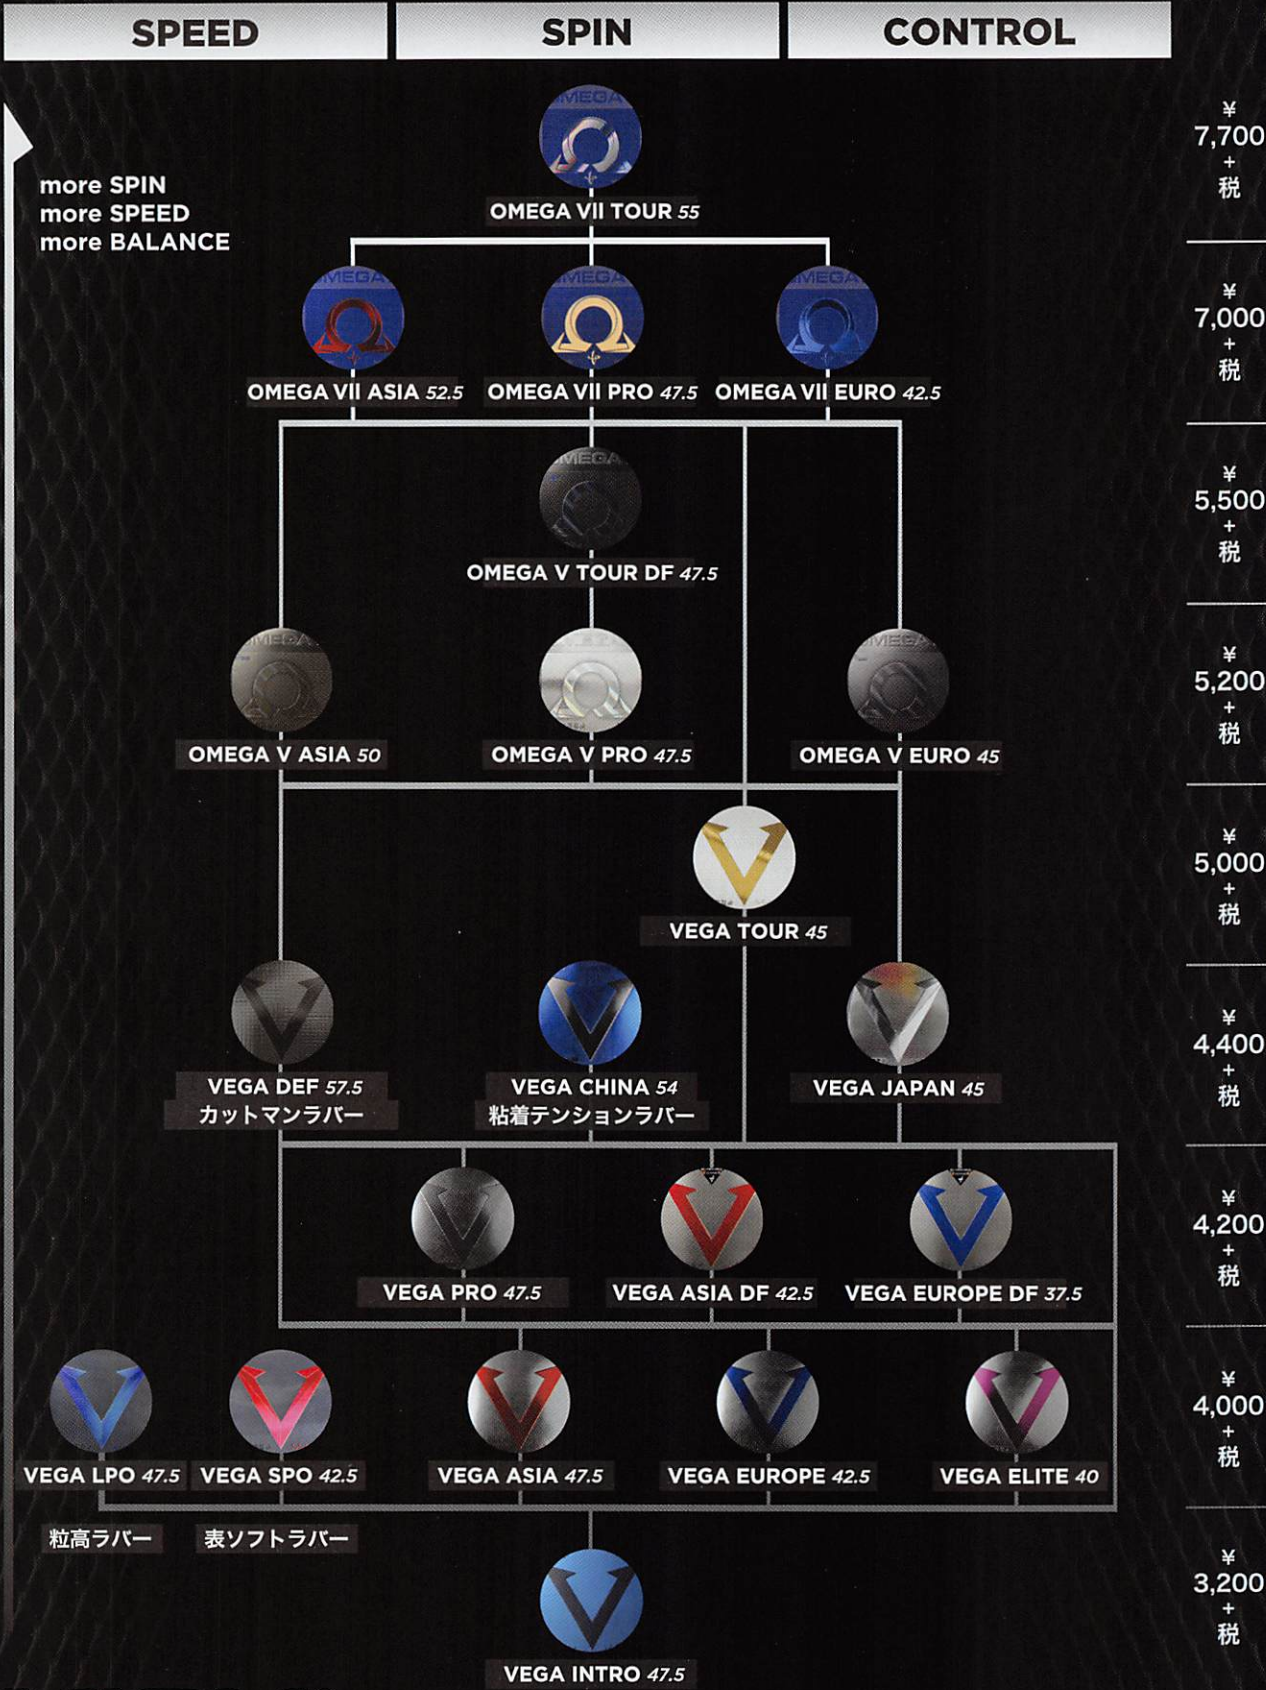 SPEED
SPIN
CONTROL
more SPIN
more SPEED
more BALANCE
OMEGA
OMEGA VII TOUR 55
¥
7,700
+
税
OMEGA
OMEGA
OMEGA
OMEGA VII ASIA 52.5
OMEGA VII PRO 47.5
OMEGA VII EURO 42.5
¥
7,000
+
税
OMEGA
OMEGA V TOUR DF 47.5
¥
5,500
+
税
OMEGA
OMEGA
OMEGA V ASIA 50
OMEGA V PRO 47.5
OMEGA V EURO 45
¥
5,200
+
税
VEGA TOUR 45
¥
5,000
+
税
VEGA DEF 57.5
カットマンラバー
VEGA CHINA 54
粘着テンションラバー
VEGA JAPAN 45
¥
4,400
+
税
VEGA PRO 47.5
VEGA ASIA DF 42.5
VEGA EUROPE DF 37.5
¥
4,200
+
税
VEGA LPO 47.5
VEGA SPO 42.5
VEGA ASIA 47.5
VEGA EUROPE 42.5
VEGA ELITE 40
¥
4,000
+
税
粒高ラバー
表ソフトラバー
VEGA INTRO 47.5
¥
3,200
+
税